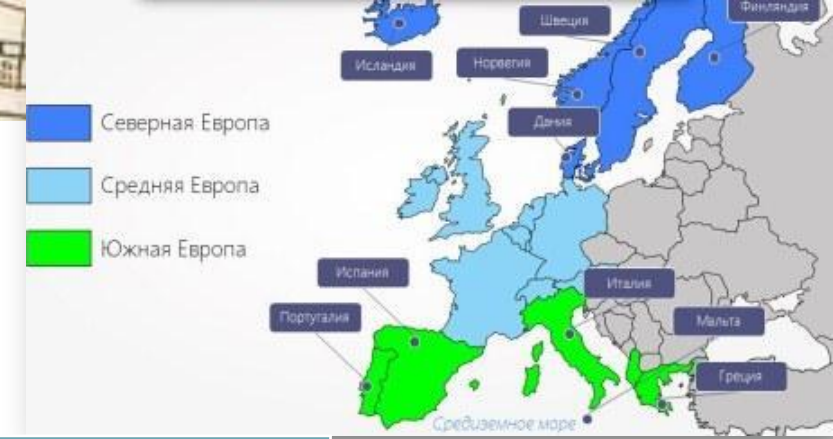 Финляндия
Швеция
Исландия
Норвегия
Дания
Северная Европа
Средняя Европа
Южная Европа
Испания
Италия
Португалия
Мальта
Греция
Средиземное море